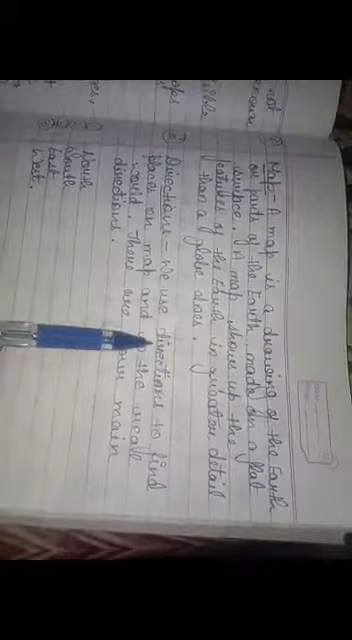 Map - A map is a drawing of the Earth
or parts of the Earth, made on a flat
surface. A map shows up the
features of the Earth in greater detail
than a globe does.
Directions - We use directions to find
places on map and the
world. There are main
directions.
North
South
East
West.